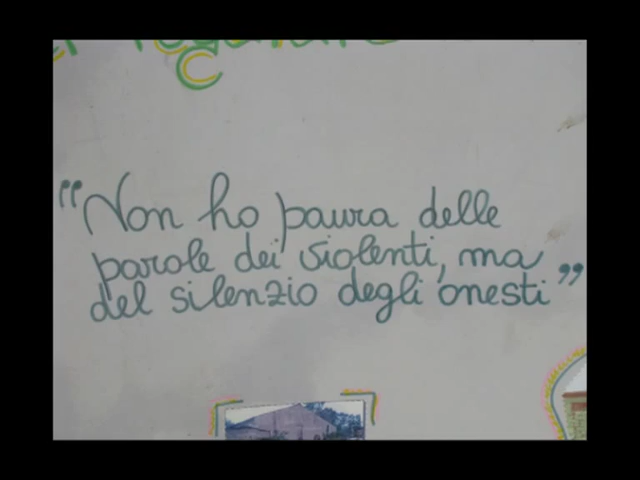 "Non ho paura delle
parole dei violenti, ma
del silenzio degli onesti"